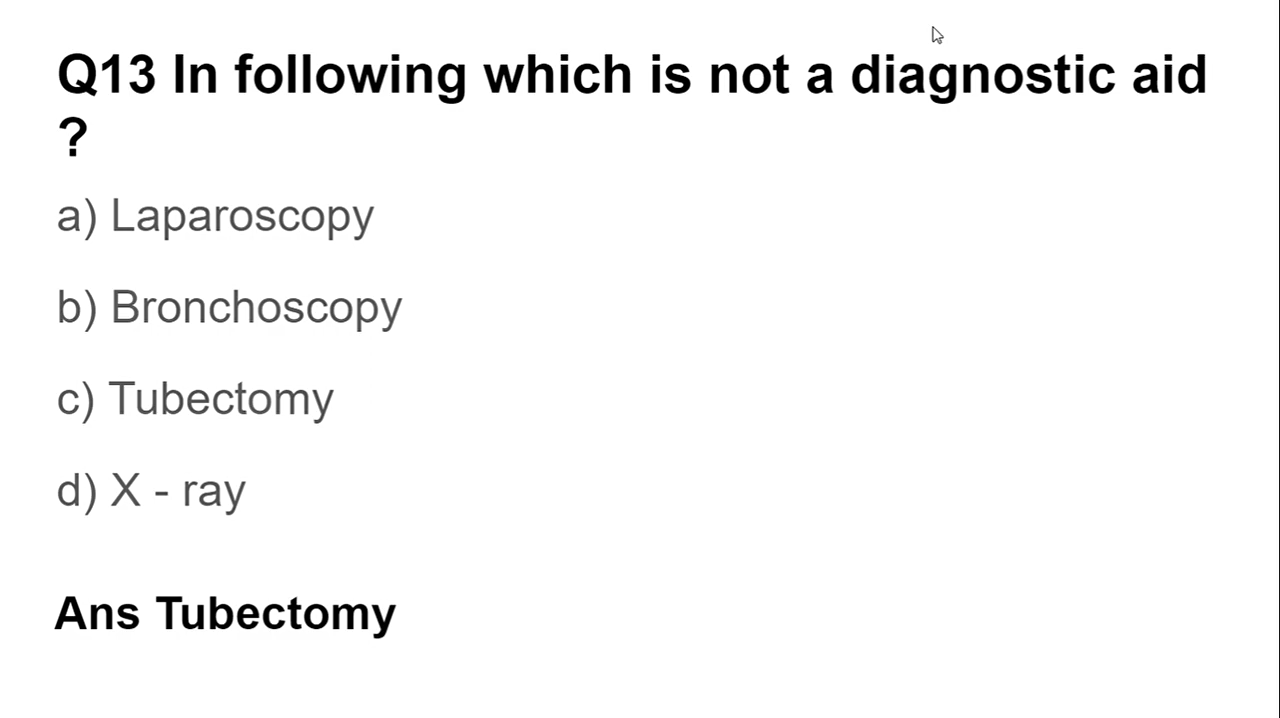 Q13 In following which is not a diagnostic aid
?
a) Laparoscopy
b) Bronchoscopy
c) Tubectomy
d) X - ray
Ans Tubectomy